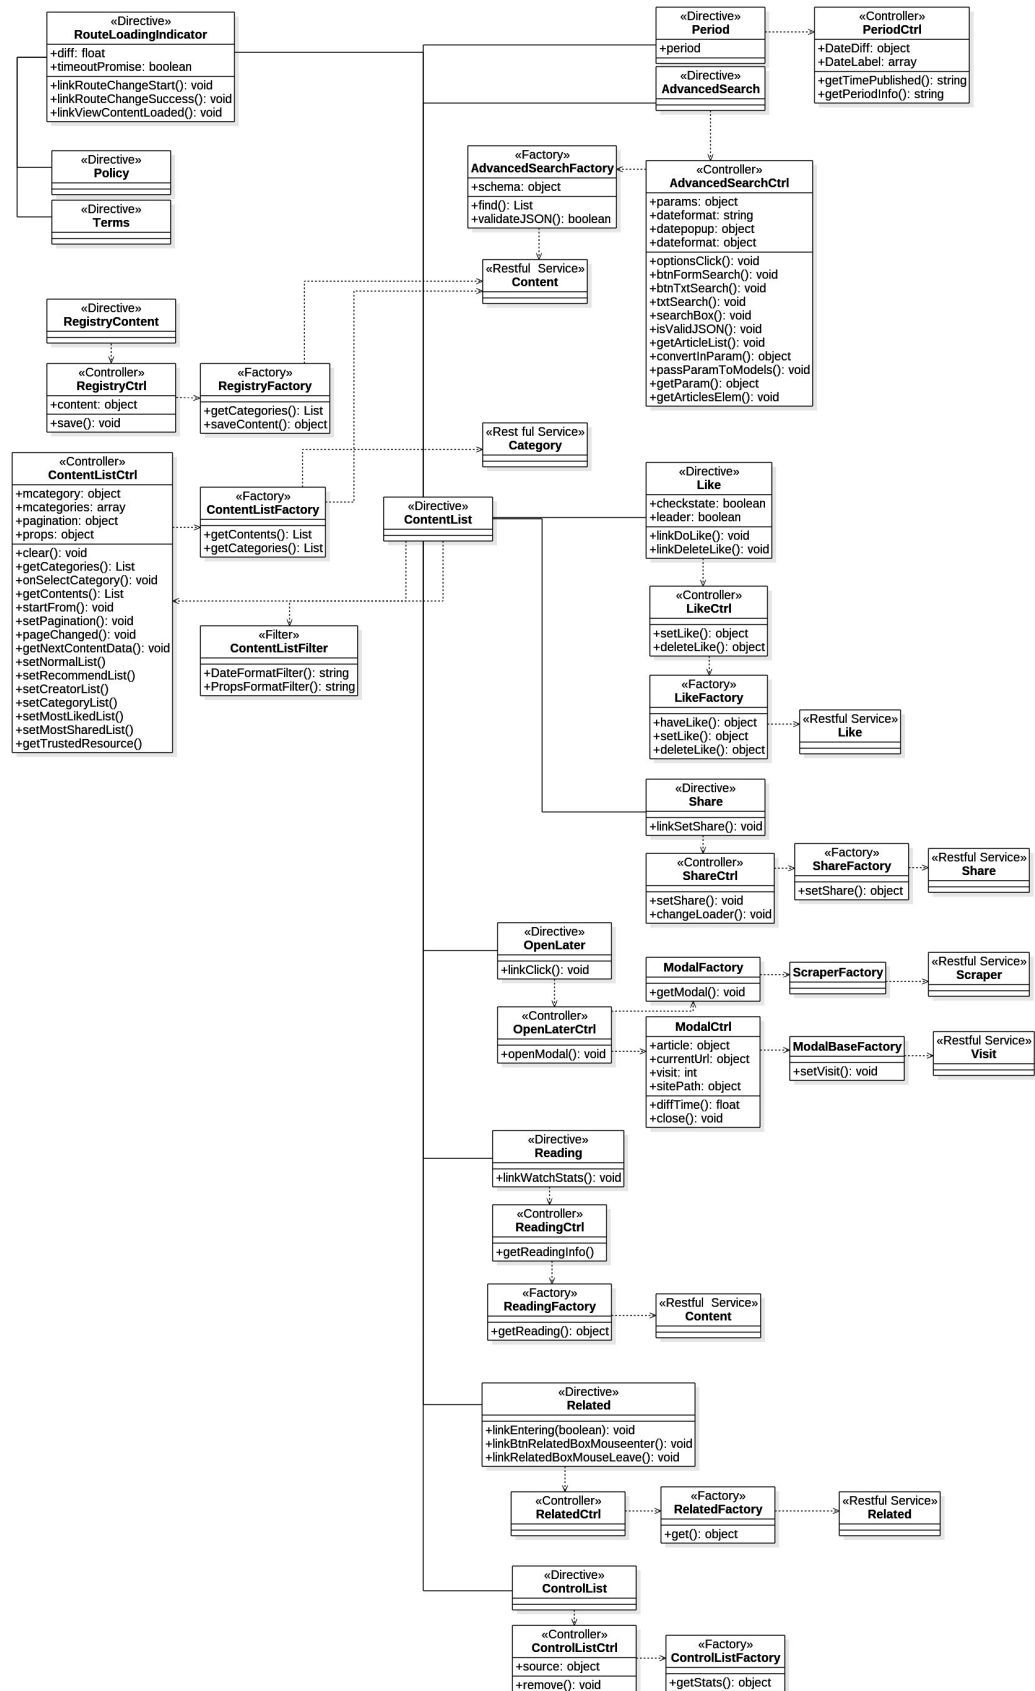 «Directive»
RouteLoadingIndicator
+diff: float
+timeoutPromise: boolean
+linkRouteChangeStart(): void
+linkRouteChangeSuccess(): void
+linkViewContentLoaded(): void
«Directive»
Period
+period
«Controller»
PeriodCtrl
+DateDiff: object
+DateLabel: array
+getTimePublished(): string
+getPeriodInfo(): string
«Directive»
AdvancedSearch
«Directive»
Policy
«Directive»
Terms
«Factory»
AdvancedSearchFactory
+schema: object
+find(): List
+validateJSON(): boolean
«Controller»
AdvancedSearchCtrl
+params: object
+dateformat: string
+datepopup: object
+dateformat: object
+optionsClick(): void
+btnFormSearch(): void
+btnTxtSearch(): void
+txtSearch(): void
+searchBox(): void
+isValidJSON(): void
+getArticleList(): void
+convertInParam(): object
+passParamToModels(): void
+getParam(): object
+getArticlesElem(): void
«Restful  Service»
Content
«Directive»
RegistryContent
«Controller»
RegistryCtrl
+content: object
+save(): void
«Factory»
RegistryFactory
+getCategories(): List
+saveContent(): object
«Rest ful Service»
Category
«Controller»
ContentListCtrl
+mcategory: object
+mcategories: array
+pagination: object
+props: object
+clear(): void
+getCategories(): List
+onSelectCategory(): void
+getContents(): List
+startFrom(): void
+setPagination(): void
+pageChanged(): void
+getNextContentData(): void
+setNormalList()
+setRecommendList()
+setCreatorList()
+setCategoryList()
+setMostLikedList()
+setMostSharedList()
+getTrustedResource()
«Factory»
ContentListFactory
+getContents(): List
+getCategories(): List
«Directive»
ContentList
«Filter»
ContentListFilter
+DateFormatFilter(): string
+PropsFormatFilter(): string
«Directive»
Like
+checkstate: boolean
+leader: boolean
+linkDoLike(): void
+linkDeleteLike(): void
«Controller»
LikeCtrl
+setLike(): object
+deleteLike(): object
«Factory»
LikeFactory
+haveLike(): object
+setLike(): object
+deleteLike(): object
«Restful Service»
Like
«Directive»
Share
+linkSetShare(): void
«Controller»
ShareCtrl
+setShare(): void
+changeLoader(): void
«Factory»
ShareFactory
+setShare(): object
«Restful Service»
Share
«Directive»
OpenLater
+linkClick(): void
«Controller»
OpenLaterCtrl
+openModal(): void
ModalFactory
+getModal(): void
ScraperFactory
«Restful Service»
Scraper
ModalCtrl
+article: object
+currentUrl: object
+visit: int
+sitePath: object
+diffTime(): float
+close(): void
ModalBaseFactory
+setVisit(): void
«Restful Service»
Visit
«Directive»
Reading
+linkWatchStats(): void
«Controller»
ReadingCtrl
+getReadingInfo()
«Factory»
ReadingFactory
+getReading(): object
«Restful  Service»
Content
«Directive»
Related
+linkEntering(boolean): void
+linkBtnRelatedBoxMouseenter(): void
+linkRelatedBoxMouseLeave(): void
«Controller»
RelatedCtrl
«Factory»
RelatedFactory
+get(): object
«Restful Service»
Related
«Directive»
ControlList
«Controller»
ControlListCtrl
+source: object
+remove(): void
«Factory»
ControlListFactory
+getStats(): object